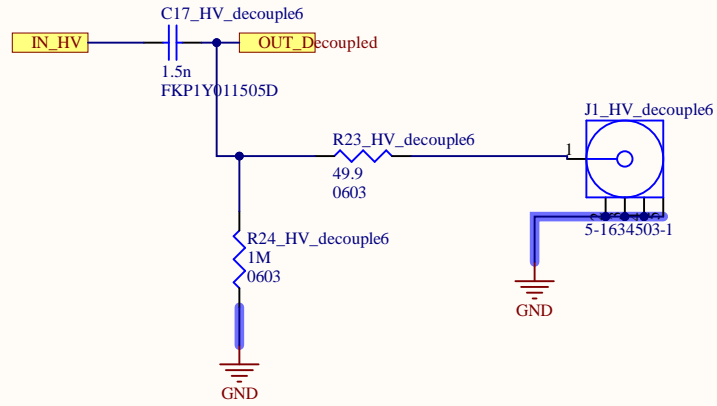 C17_HV_decouple6
IN_HV
OUT_Decoupled
1.5n
FKP1Y011505D
J1_HV_decouple6
R23_HV_decouple6
1
49.9
0603
5-1634503-1
R24_HV_decouple6
1M
0603
GND
GND